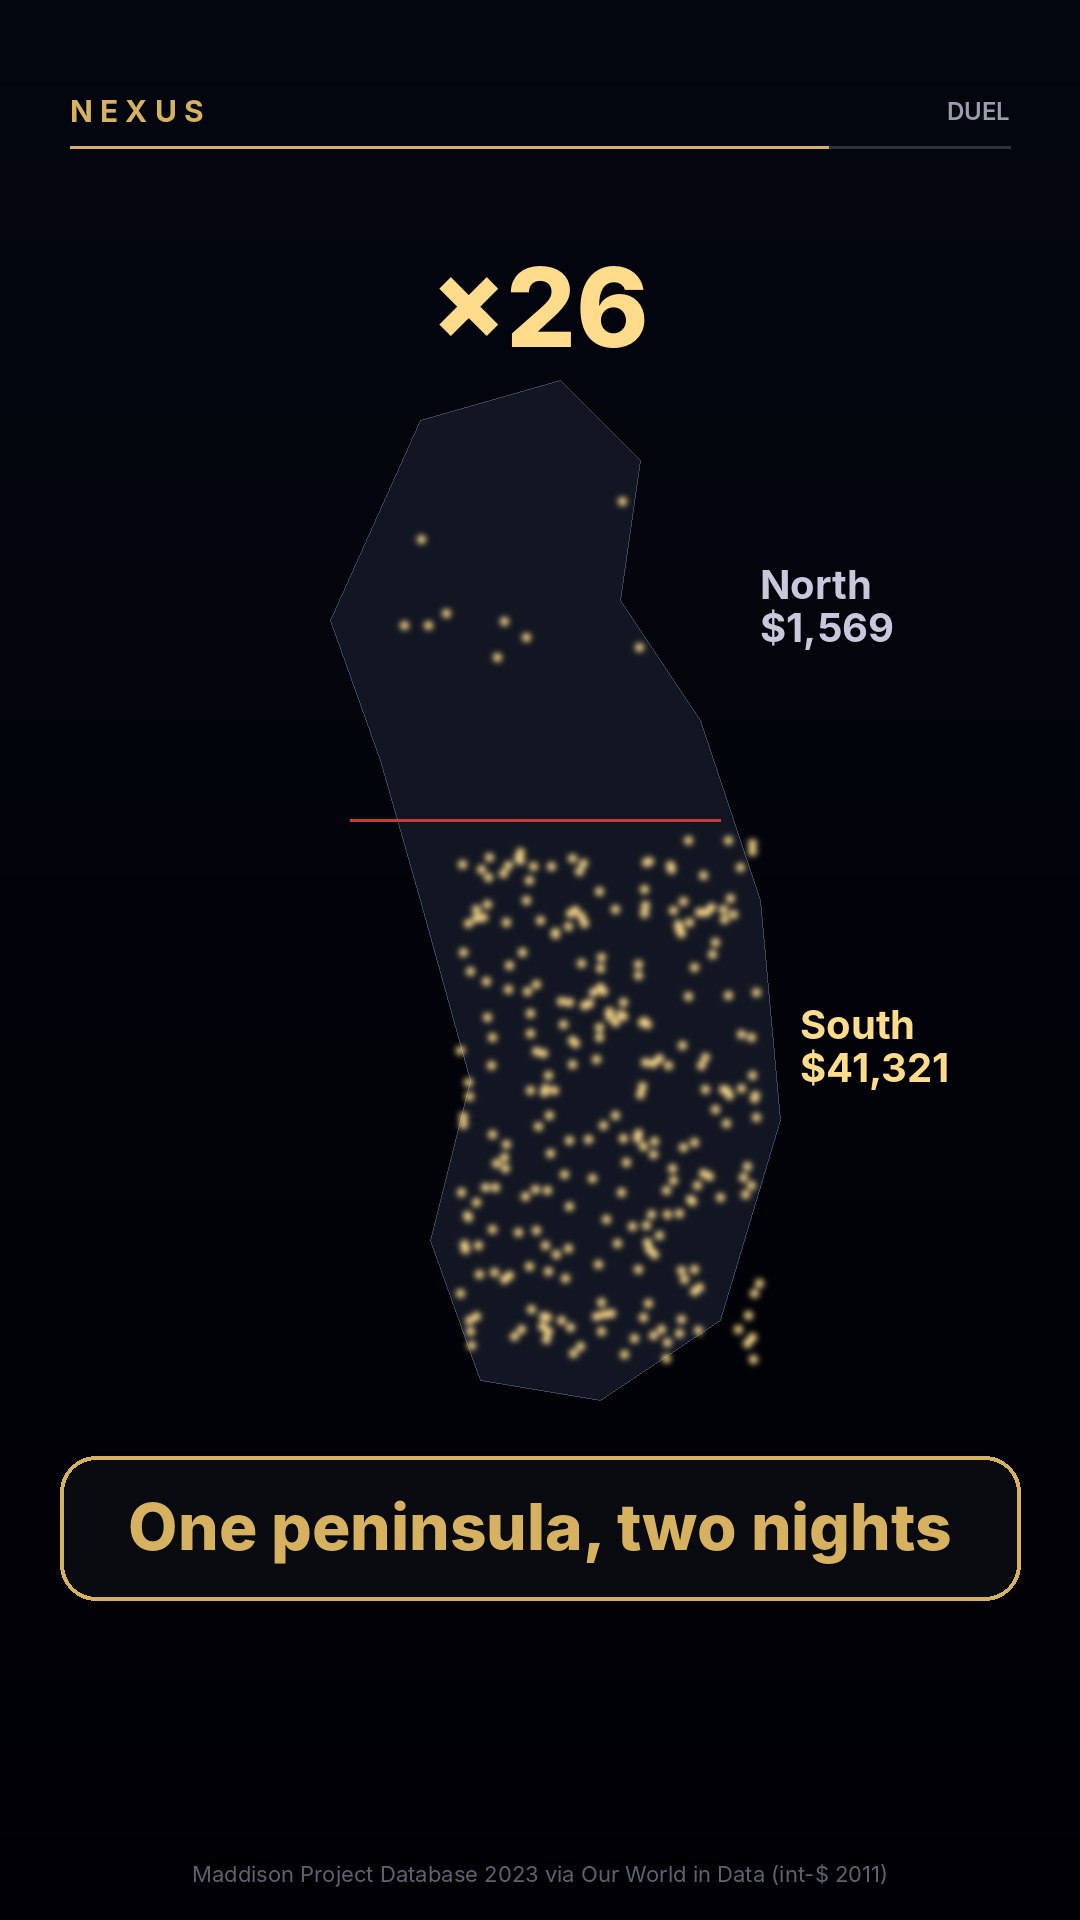 NEXUS
DUEL
×26
North
$1,569
South
$41,321
One peninsula, two nights
Maddison Project Database 2023 via Our World in Data (int-$ 2011)